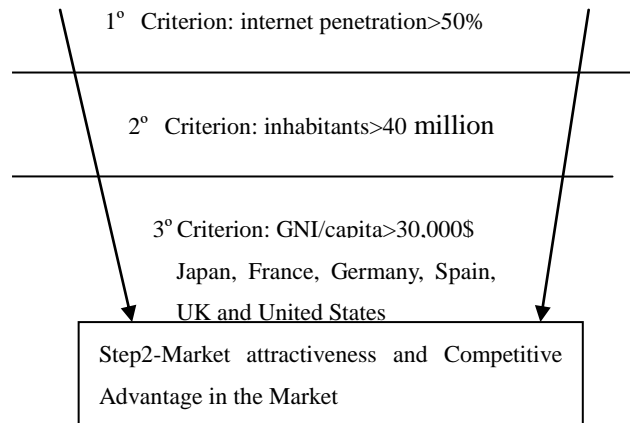 1º Criterion: internet penetration>50%
2º Criterion: inhabitants>40 million
3º Criterion: GNI/capita>30,000$
Japan, France, Germany, Spain,
UK and United States
Step2-Market attractiveness and Competitive
Advantage in the Market